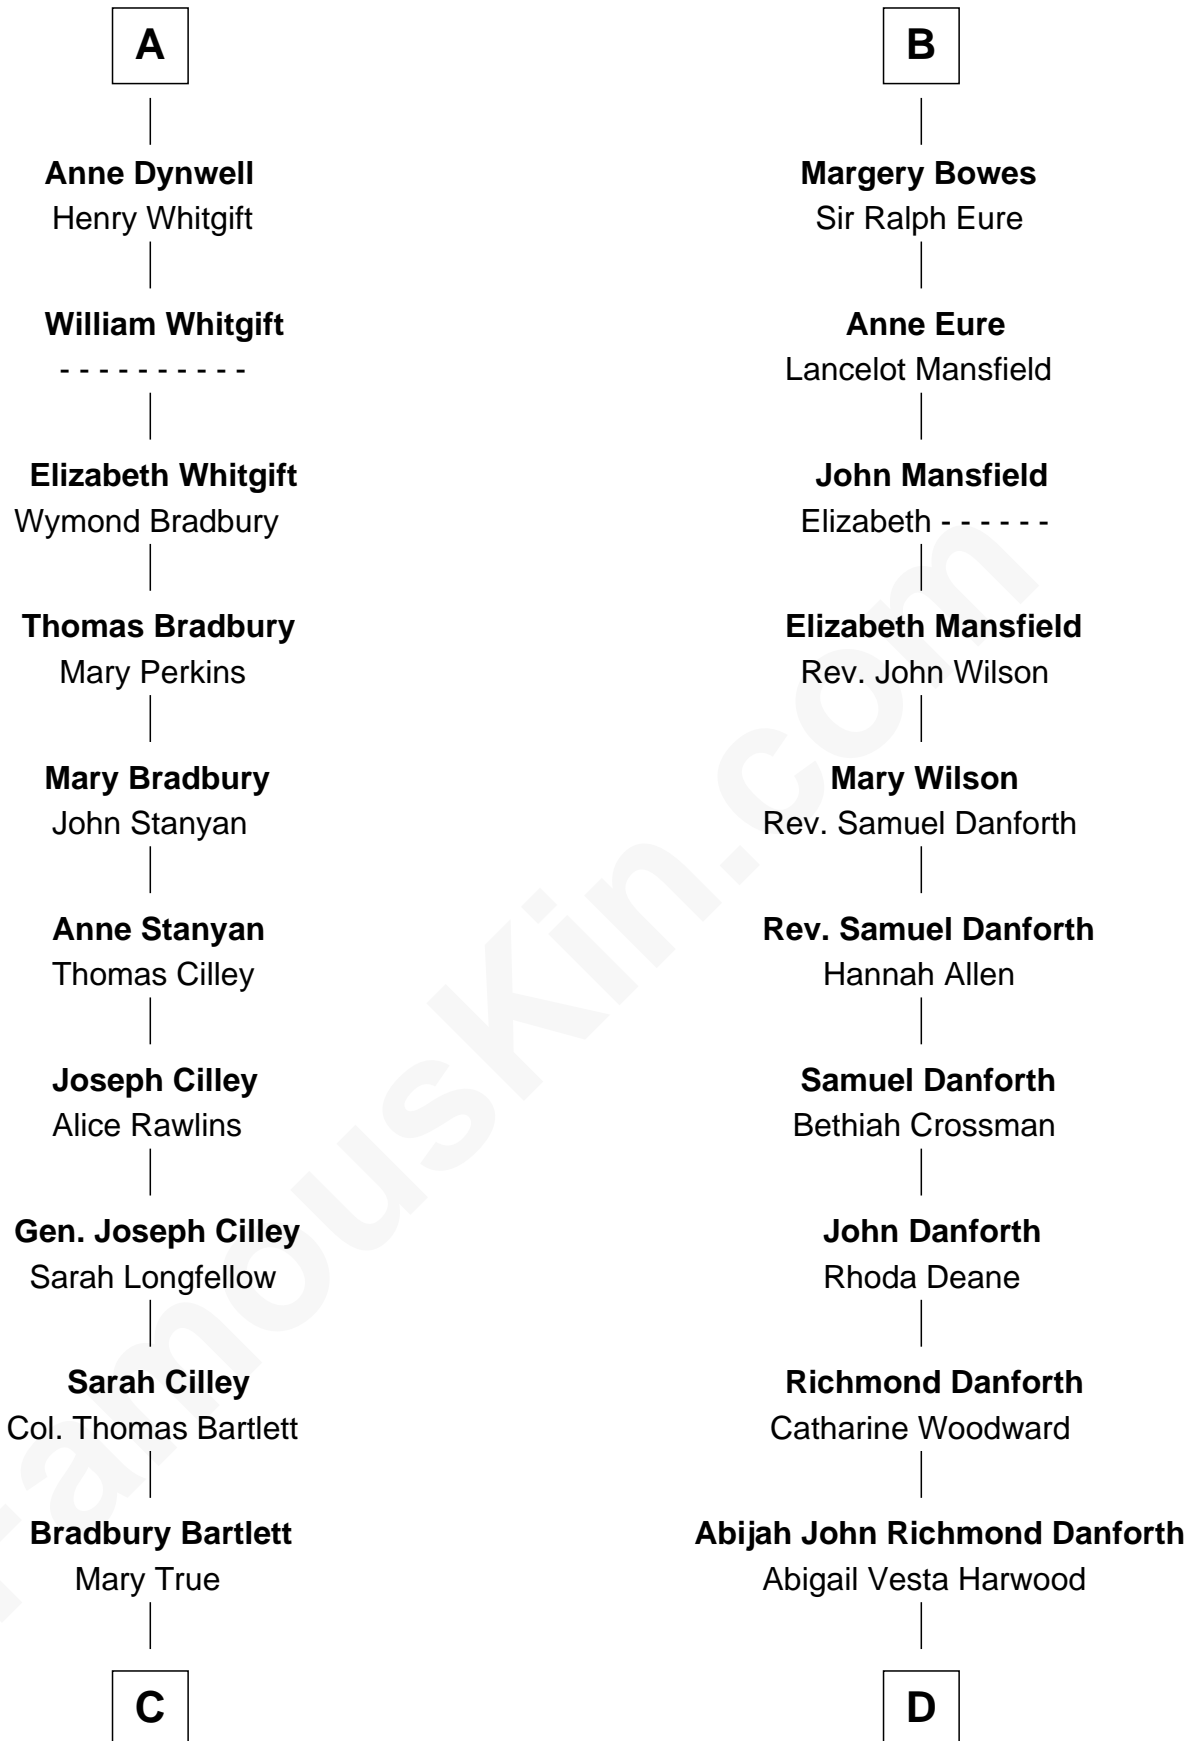 A
Anne Dynwell
Henry Whitgift
William Whitgift
- - - - - - - - - -
Elizabeth Whitgift
Wymond Bradbury
Thomas Bradbury
Mary Perkins
Mary Bradbury
John Stanyan
Anne Stanyan
Thomas Cilley
Joseph Cilley
Alice Rawlins
Gen. Joseph Cilley
Sarah Longfellow
Sarah Cilley
Col. Thomas Bartlett
Bradbury Bartlett
Mary True
C
B
Margery Bowes
Sir Ralph Eure
Anne Eure
Lancelot Mansfield
John Mansfield
Elizabeth - - - - - -
Elizabeth Mansfield
Rev. John Wilson
Mary Wilson
Rev. Samuel Danforth
Rev. Samuel Danforth
Hannah Allen
Samuel Danforth
Bethiah Crossman
John Danforth
Rhoda Deane
Richmond Danforth
Catharine Woodward
Abijah John Richmond Danforth
Abigail Vesta Harwood
D
FamousKin.com